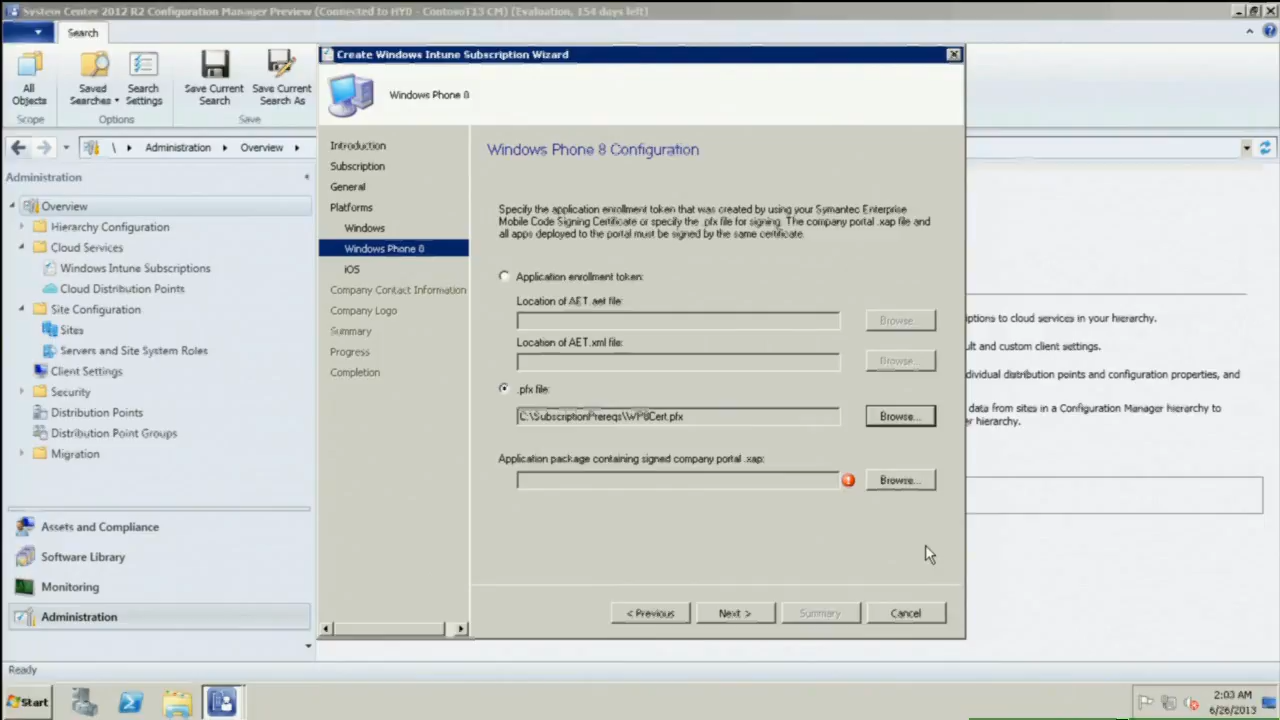 System Center 2012 R2 Configuration Manager Preview (Connected to HYD - ContosoT13 CM) (Evaluation, 154 days left)
Search
All Objects
Saved Searches
Search Settings
Save Current Search
Save Current Search As
Scope
Options
Save
\ Administration Overview
Administration
Overview
Hierarchy Configuration
Cloud Services
Windows Intune Subscriptions
Cloud Distribution Points
Site Configuration
Sites
Servers and Site System Roles
Client Settings
Security
Distribution Points
Distribution Point Groups
Migration
Assets and Compliance
Software Library
Monitoring
Administration
Ready
Create Windows Intune Subscription Wizard
Windows Phone 8
Introduction
Subscription
General
Platforms
Windows
Windows Phone 8
iOS
Company Contact Information
Company Logo
Summary
Progress
Completion
Windows Phone 8 Configuration
Specify the application enrollment token that was created by using your Symantec Enterprise
Mobile Code Signing Certificate or specify the .pfx file for signing. The company portal .xap file and
all apps deployed to the portal must be signed by the same certificate.
Application enrollment token:
Location of AET.aet file:
Browse...
Location of AET.xml file:
Browse...
.pfx file:
C:\SubscriptionPrereqs\WP8Cert.pfx
Browse...
Application package containing signed company portal .xap:
Browse...
< Previous
Next >
Summary
Cancel
ptions to cloud services in your hierarchy.
ult and custom client settings.
dividual distribution points and configuration properties, and
data from sites in a Configuration Manager hierarchy to
er hierarchy.
Start
2:03 AM
6/26/2013